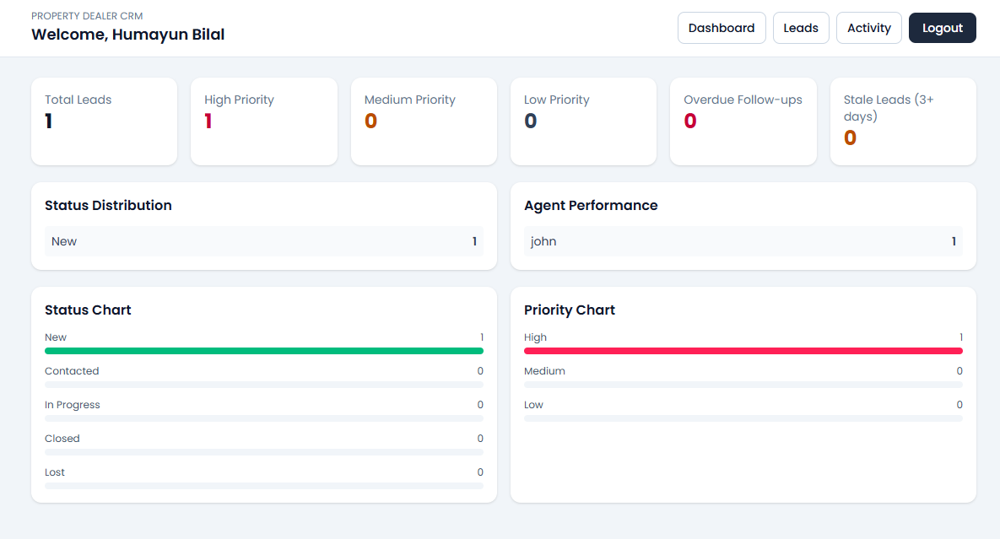 PROPERTY DEALER CRM
Welcome, Humayun Bilal
Dashboard
Leads
Activity
Logout
Total Leads
1
High Priority
1
Medium Priority
0
Low Priority
0
Overdue Follow-ups
0
Stale Leads (3+
days)
0
Status Distribution
New 1
Agent Performance
john 1
Status Chart
New 1
Contacted 0
In Progress 0
Closed 0
Lost 0
Priority Chart
High 1
Medium 0
Low 0